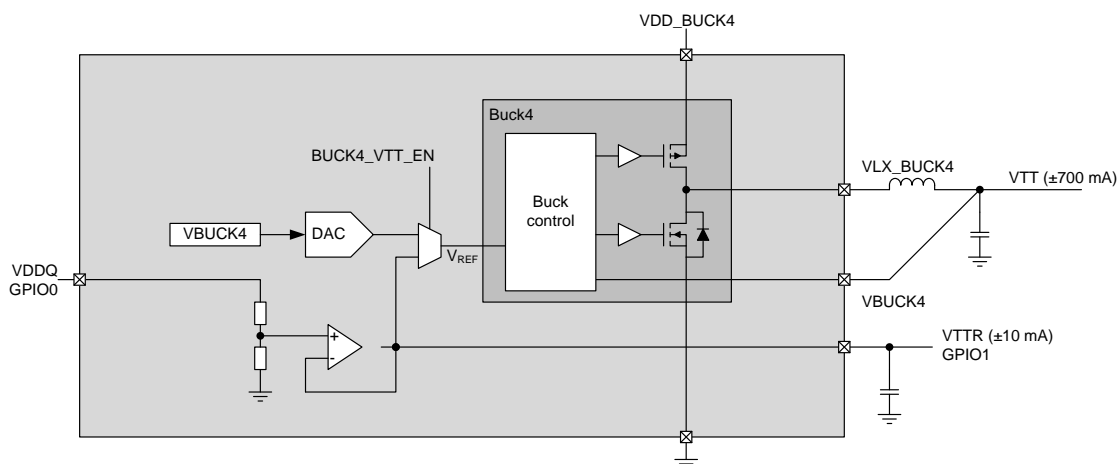 VDD_BUCK4
Buck4
BUCK4_VTT_EN
VLX_BUCK4
VTT (±700 mA)
Buck
control
VBUCK4
DAC
VREF
VDDQ
GPIO0
VBUCK4
+
-
VTTR (±10 mA)
GPIO1